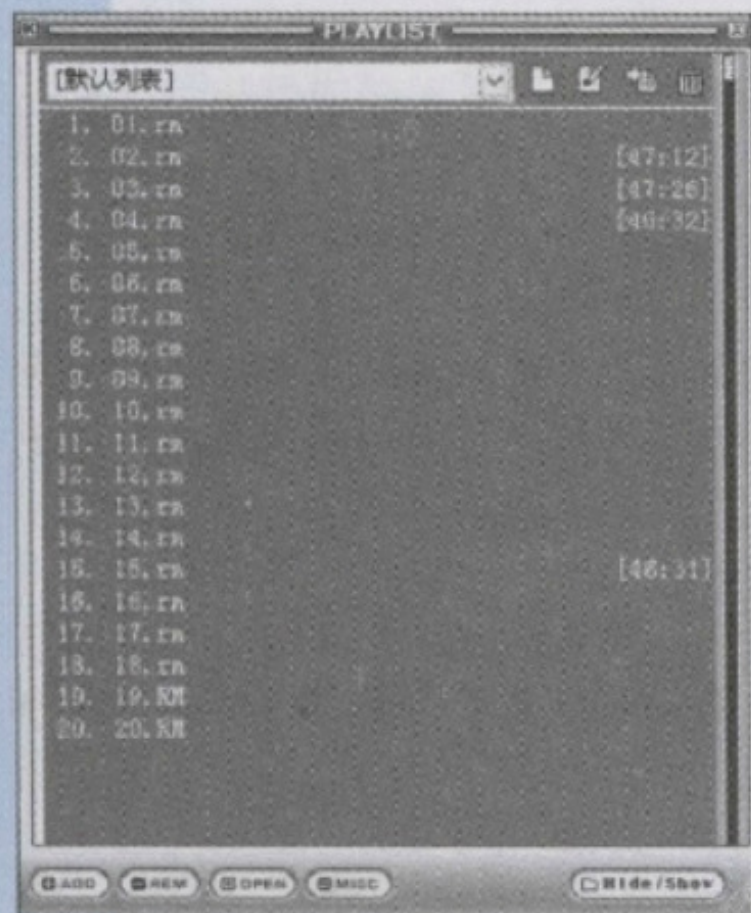 PLAYLIST
[默认列表]
1. 01.rm
2. 02.rm [47:12]
3. 03.rm [47:26]
4. 04.rm [46:32]
5. 05.rm
6. 06.rm
7. 07.rm
8. 08.rm
9. 09.rm
10. 10.rm
11. 11.rm
12. 12.rm
13. 13.rm
14. 14.rm
15. 15.rm [46:31]
16. 16.rm
17. 17.rm
18. 18.rm
19. 19.RM
20. 20.RM
ADD REM OPEN MISC Hide/Show